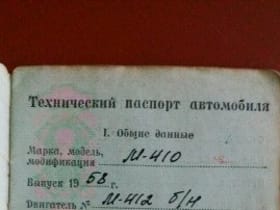 Технический паспорт автомобиля
I. Общие данные
Марка, модель,
модификация М-410
Выпуск 1958 г.
Двигатель № М-412 б/н